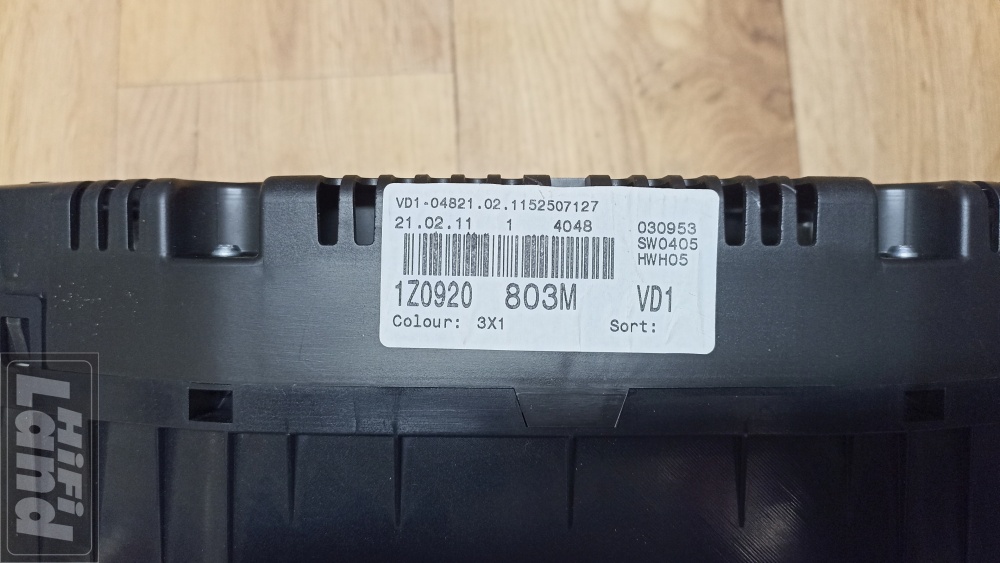 VD1-04821.02.1152507127
21.02.11 1 4048 030953
SW0405
HWH05
1Z0920 803M VD1
Colour: 3X1 Sort:
HiFi
Land